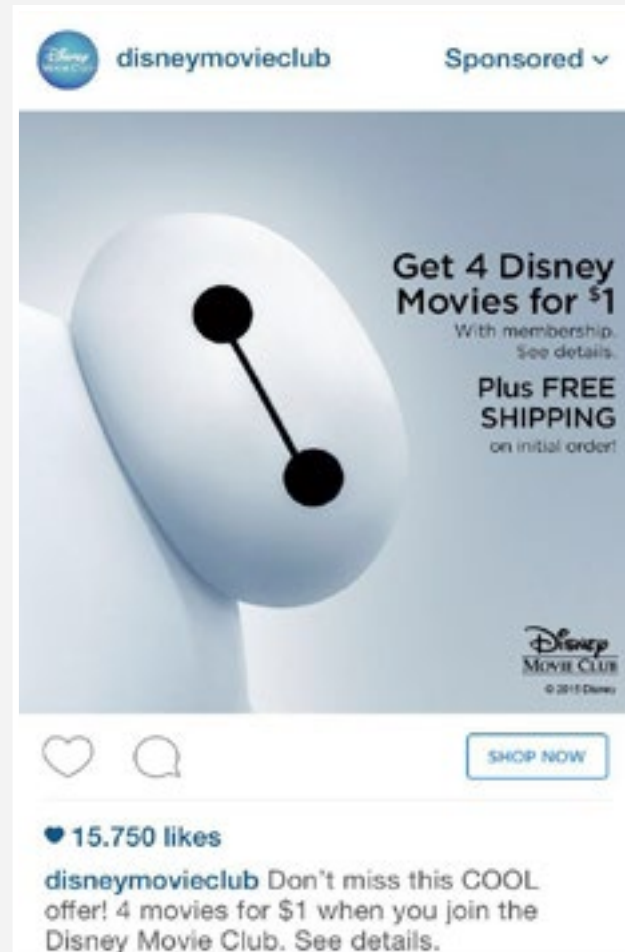 disneymovieclub
Sponsored
Get 4 Disney
Movies for $1
With membership.
See details.
Plus FREE
SHIPPING
on initial order!
Disney
MOVIE CLUB
© 2015 Disney
SHOP NOW
15.750 likes
disneymovieclub Don't miss this COOL
offer! 4 movies for $1 when you join the
Disney Movie Club. See details.